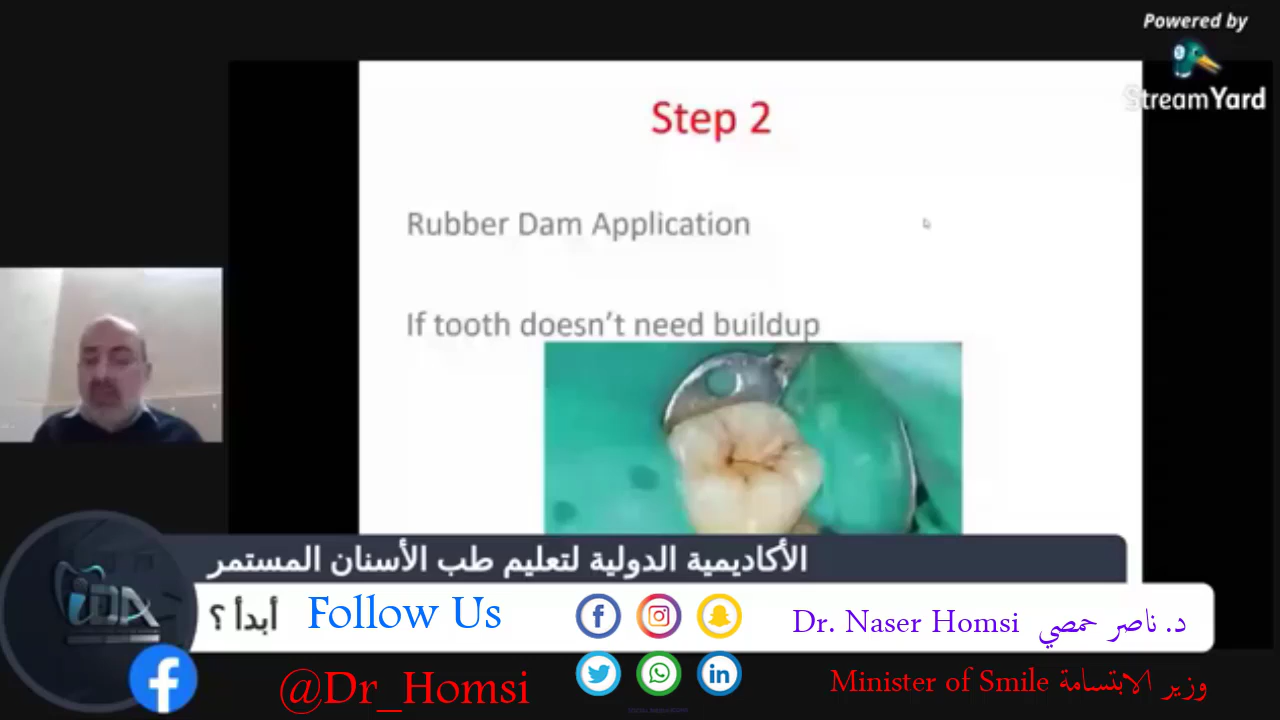 Powered by
StreamYard
Step 2
Rubber Dam Application
If tooth doesn't need buildup
الأكاديمية الدولية لتعليم طب الأسنان المستمر
iDA
أبدأ ؟
Follow Us
Dr. Naser Homsi د. ناصر حمصي
@Dr_Homsi
Minister of Smile وزير الابتسامة